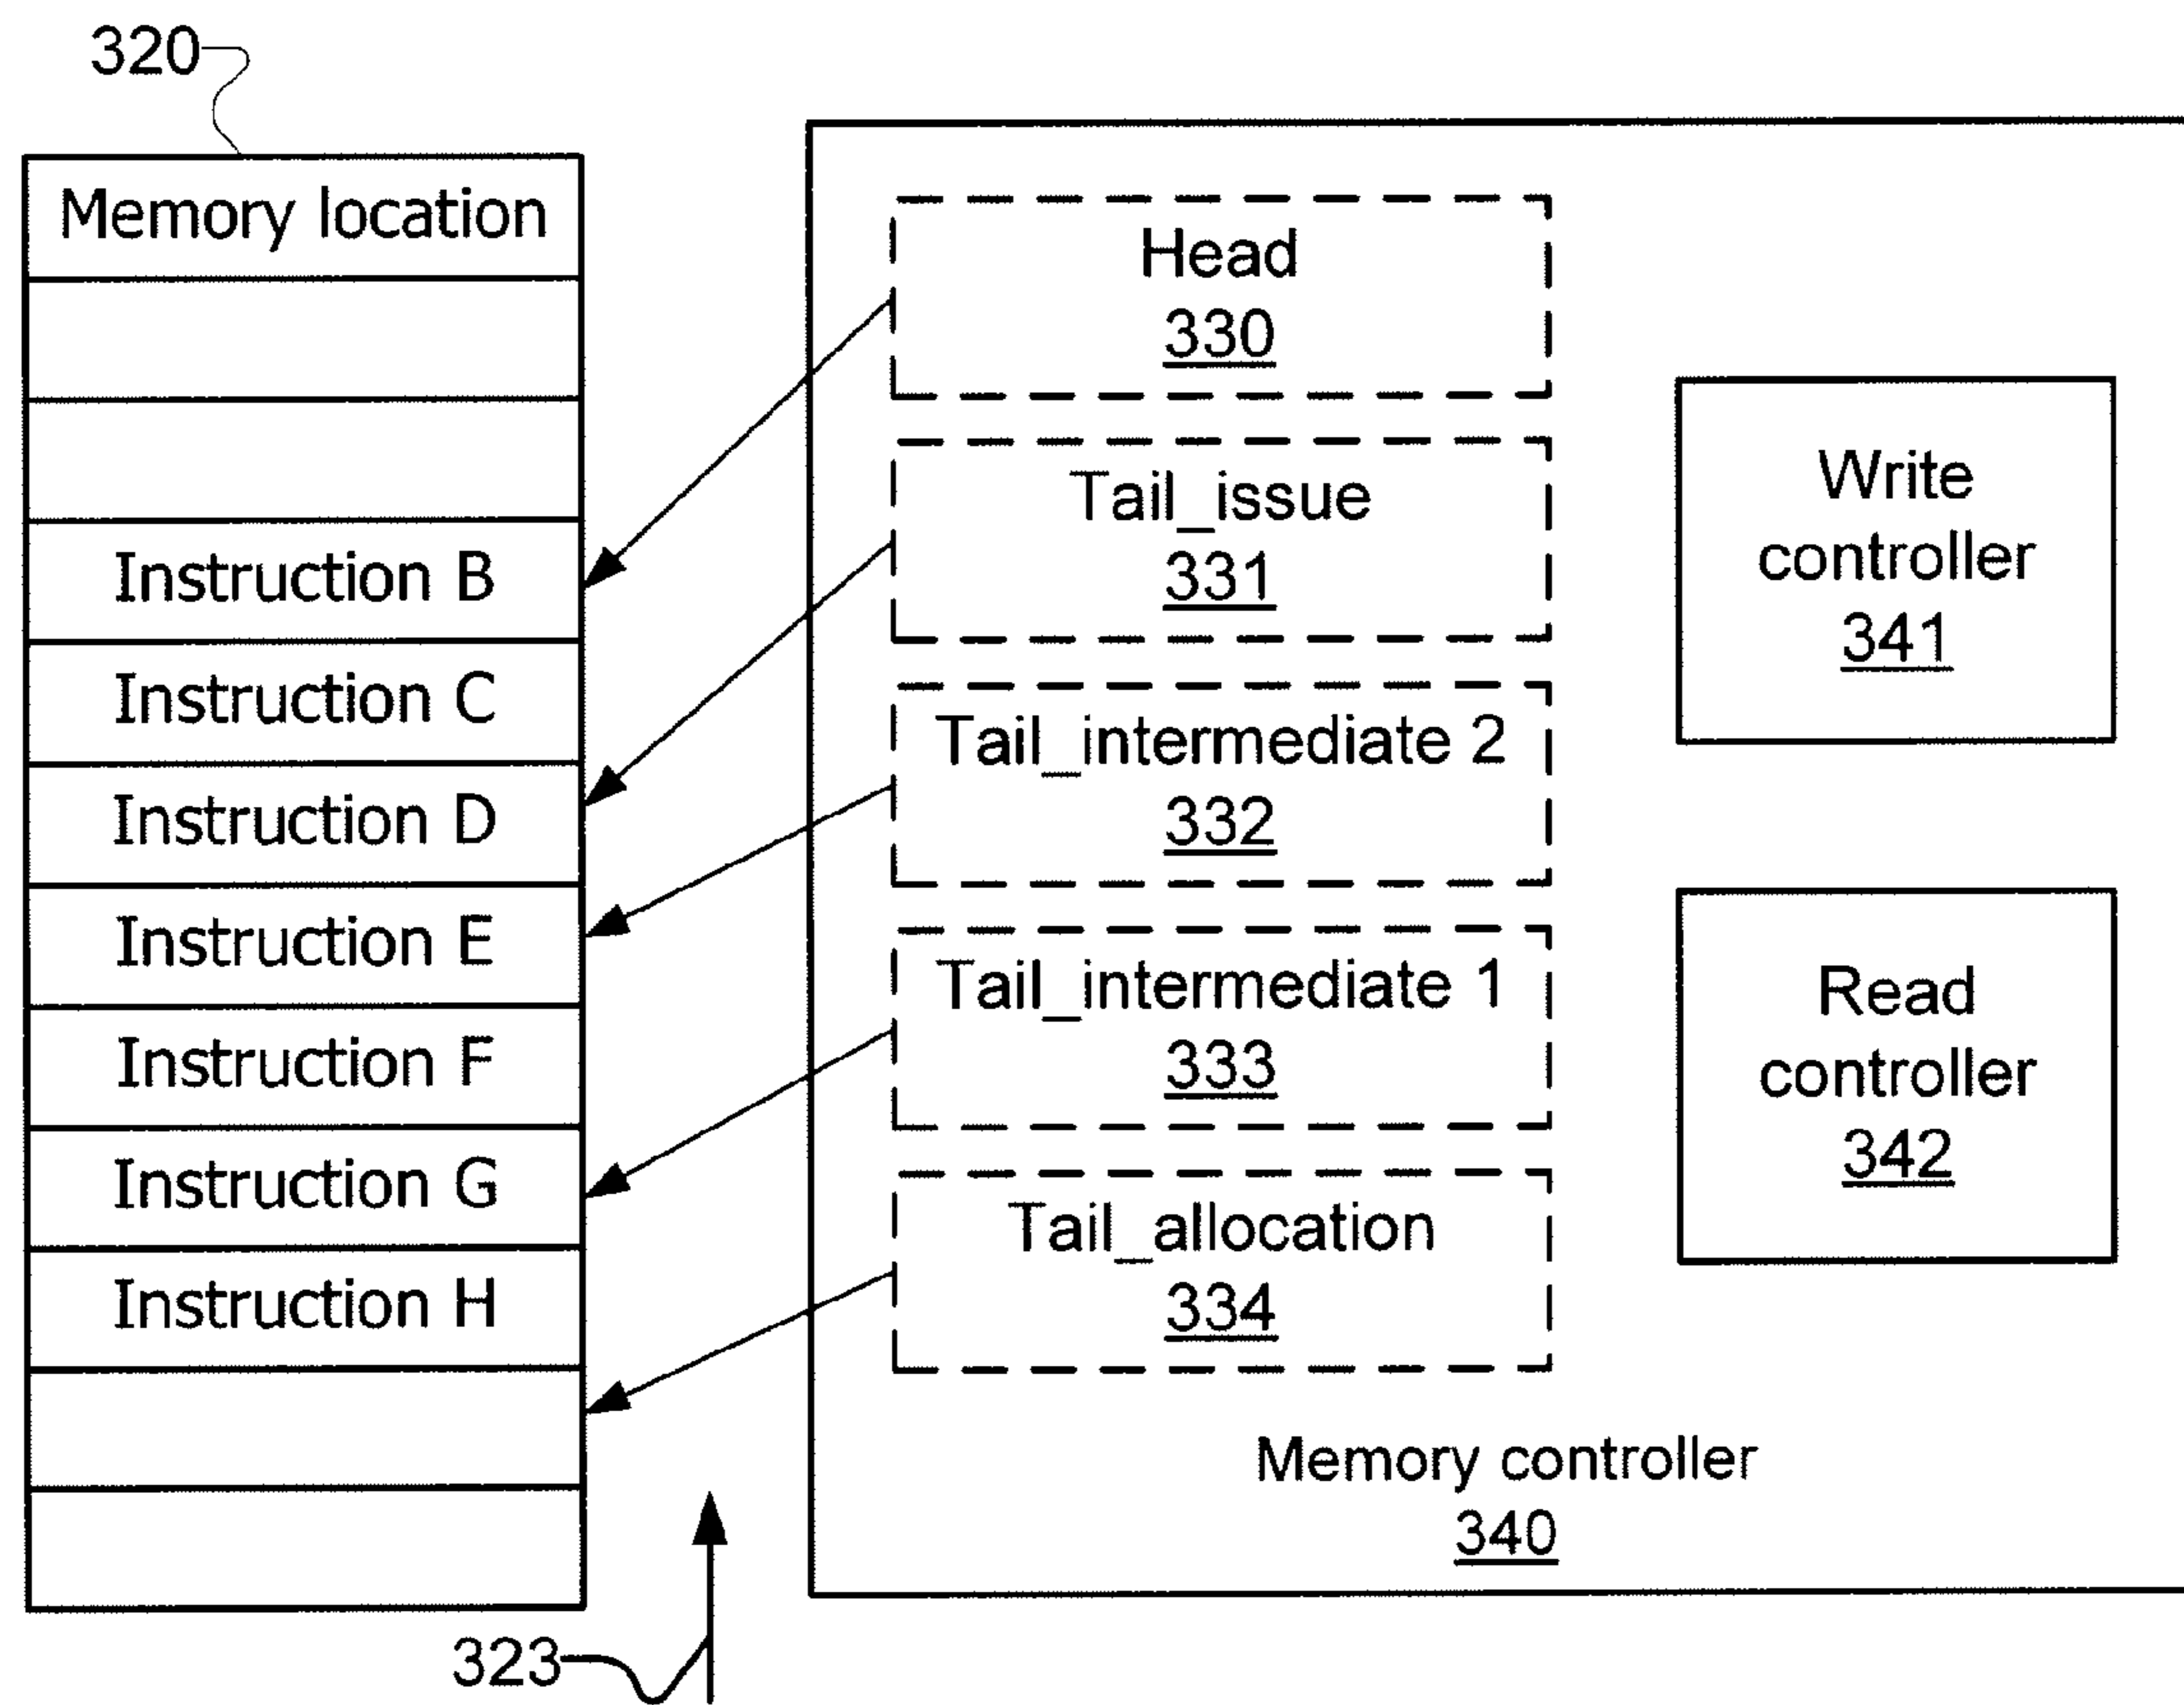 320
Memory location
Instruction B
Instruction C
Instruction D
Instruction E
Instruction F
Instruction G
Instruction H
323
Head
330
Tail_issue
331
Tail_intermediate 2
332
Tail_intermediate 1
333
Tail_allocation
334
Write
controller
341
Read
controller
342
Memory controller
340